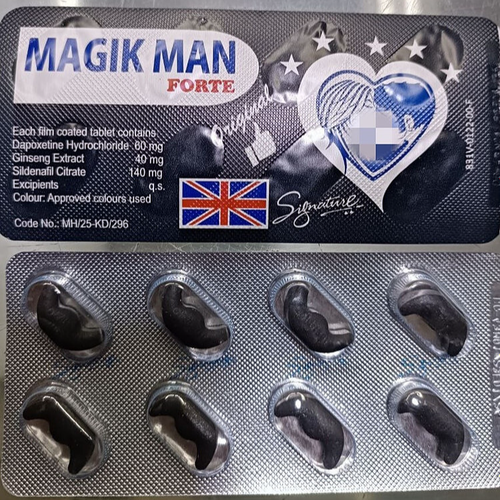 MAGIK MAN
FORTE
Original
Each film coated tablet contains
Dapoxetine Hydrochloride 60 mg
Ginseng Extract 40 mg
Sildenafil Citrate 140 mg
Excipients q.s.
Colour: Approved colours used
Code No.: MH/25-KD/296
Signature